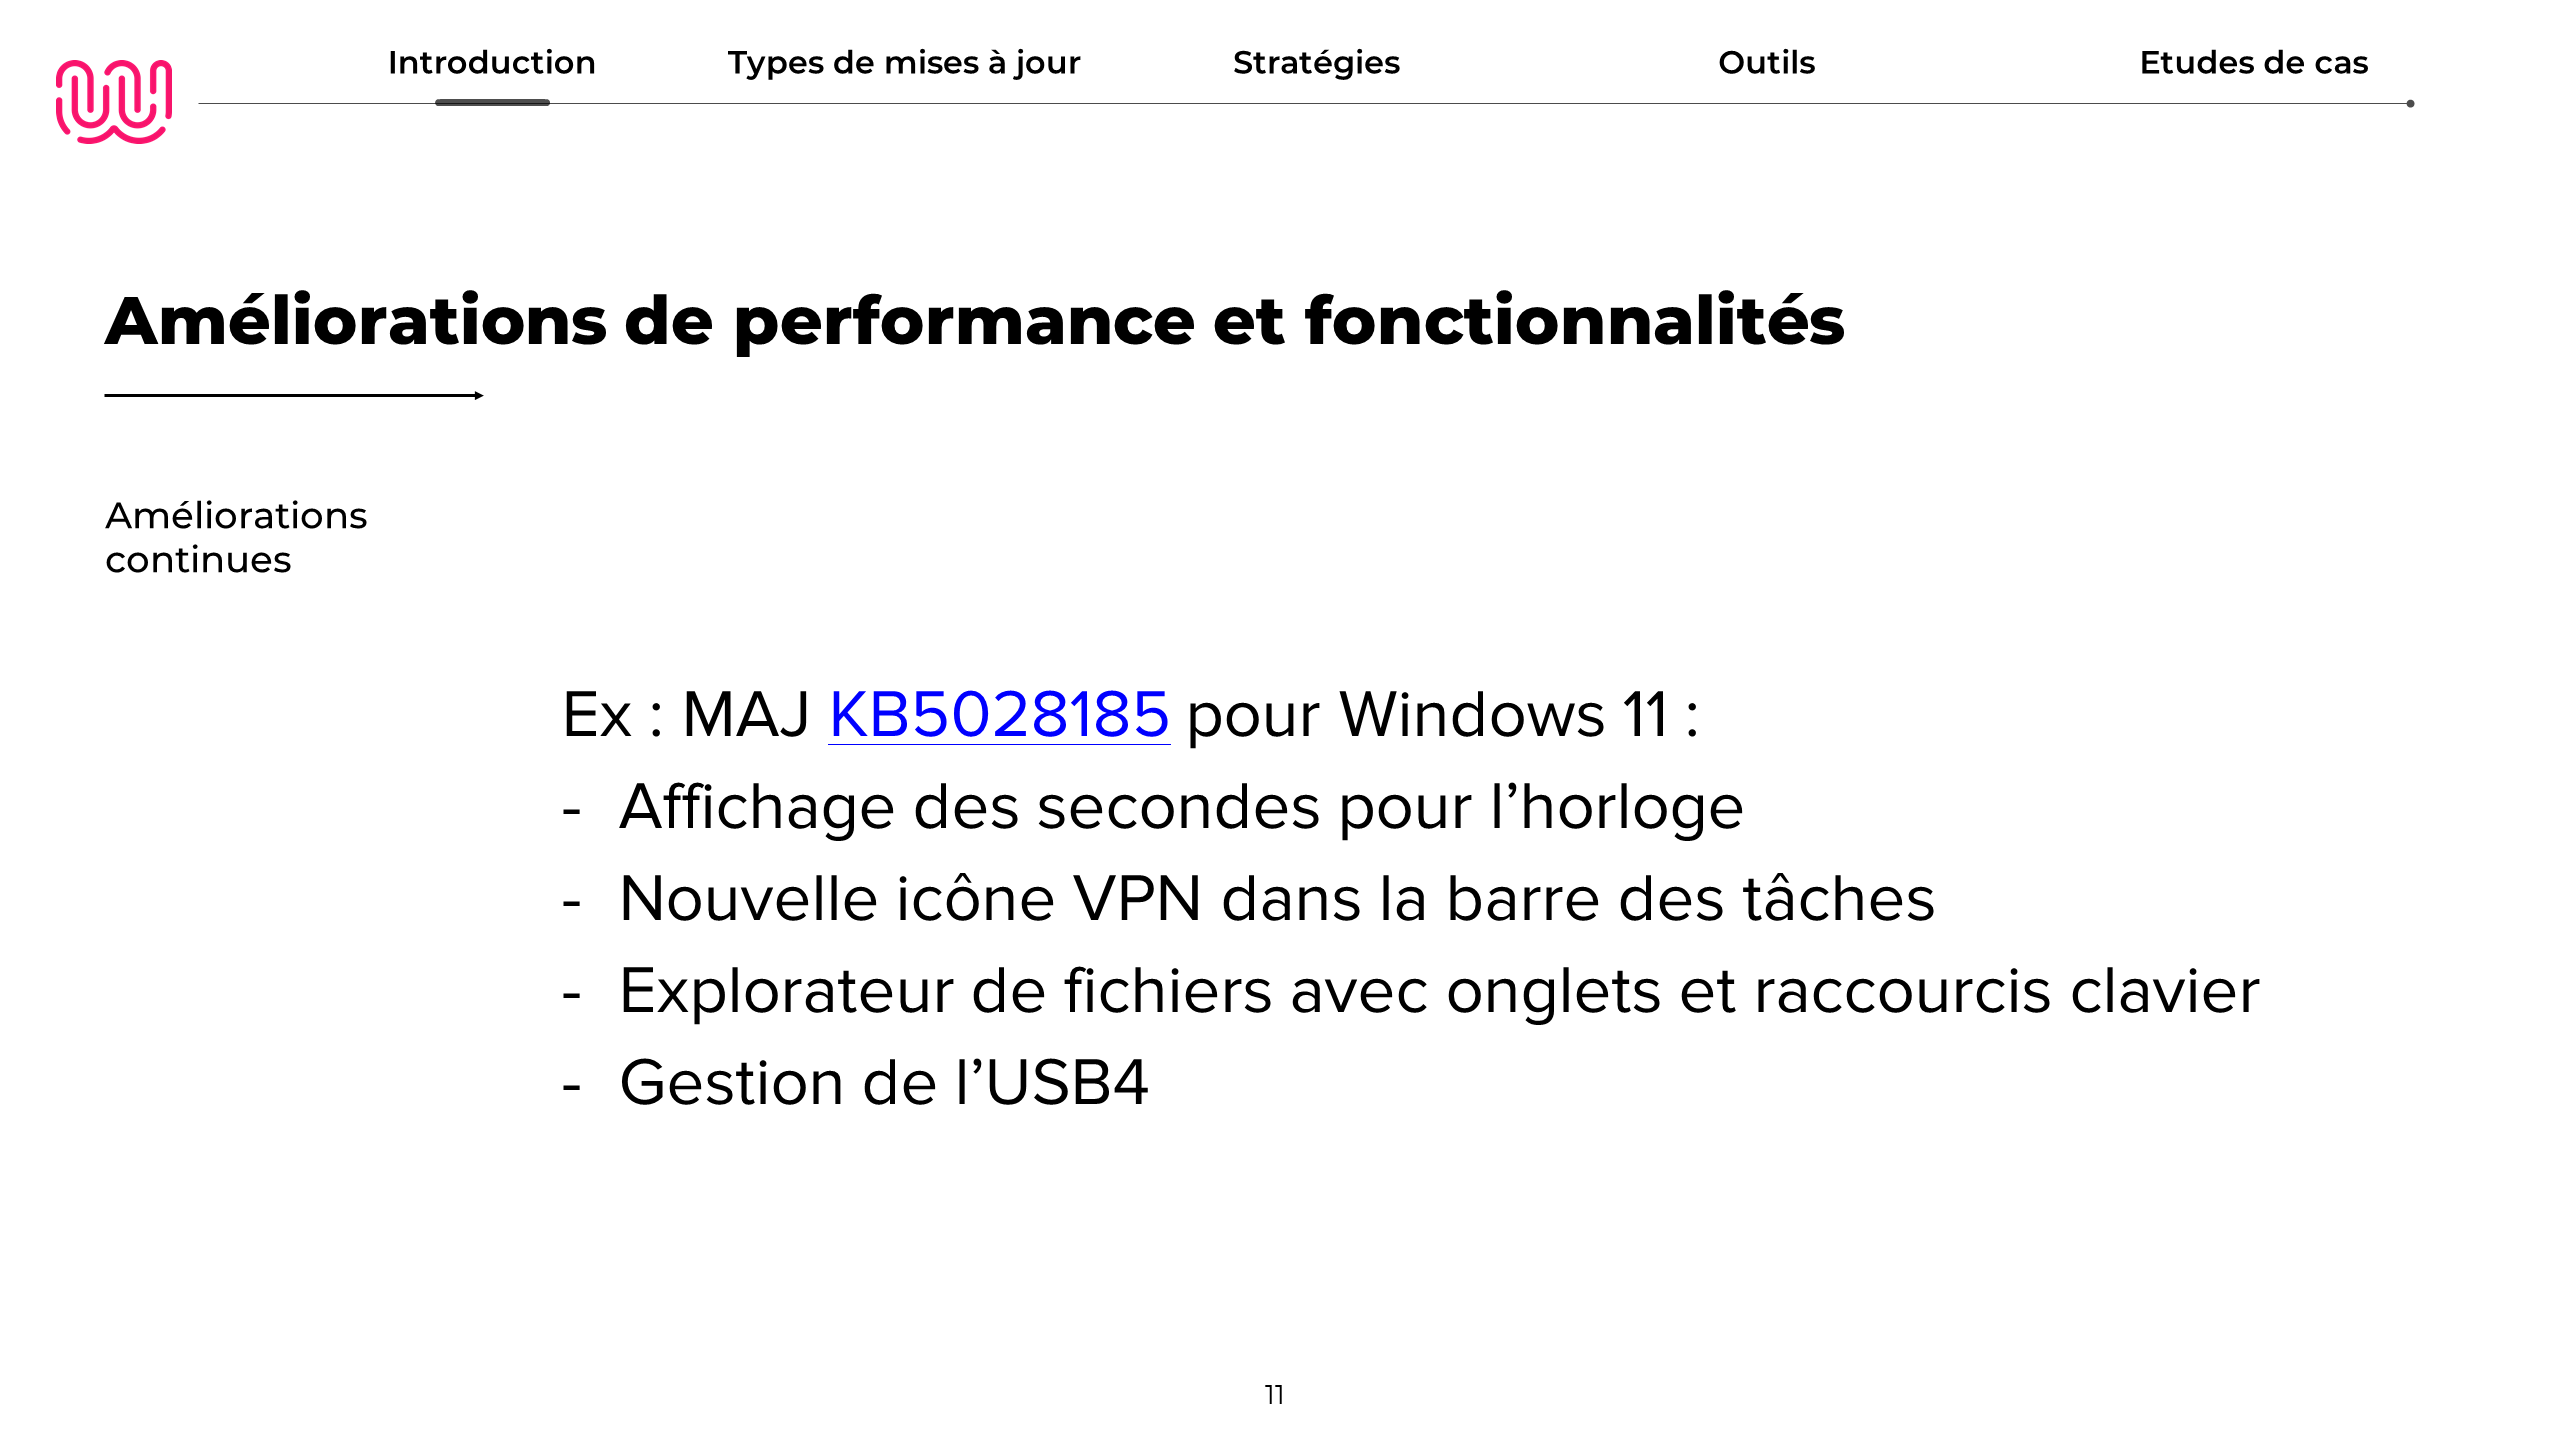 Introduction
Types de mises à jour
Stratégies
Outils
Etudes de cas
Améliorations de performance et fonctionnalités
Améliorations
continues
Ex : MAJ KB5028185 pour Windows 11 :
- Affichage des secondes pour l’horloge
- Nouvelle icône VPN dans la barre des tâches
- Explorateur de fichiers avec onglets et raccourcis clavier
- Gestion de l’USB4
11